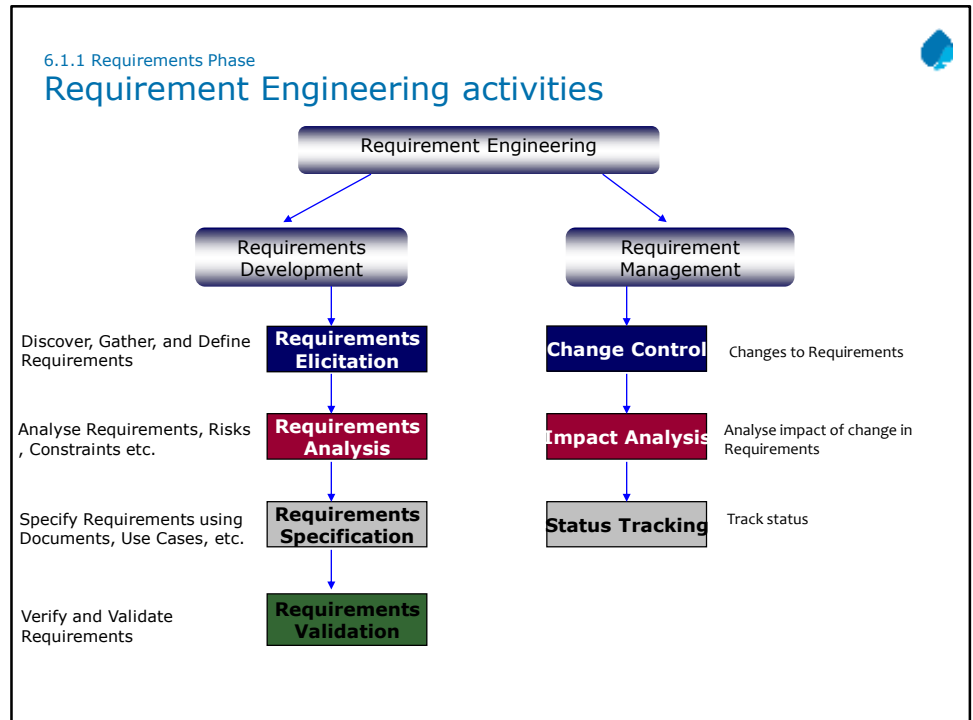 6.1.1 Requirements Phase
Requirement Engineering activities
Requirement Engineering
Requirements
Development
Requirement
Management
Discover, Gather, and Define
Requirements
Requirements
Elicitation
Change Control
Changes to Requirements
Analyse Requirements, Risks
, Constraints etc.
Requirements
Analysis
Impact Analysis
Analyse impact of change in
Requirements
Specify Requirements using
Documents, Use Cases, etc.
Requirements
Specification
Status Tracking
Track status
Verify and Validate
Requirements
Requirements
Validation